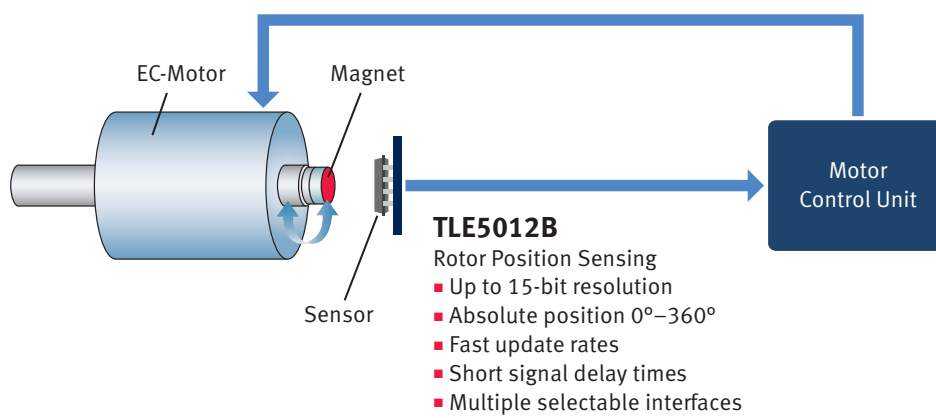 EC-Motor
Magnet
Motor
Control Unit
Sensor
TLE5012B
Rotor Position Sensing
■ Up to 15-bit resolution
■ Absolute position 0°–360°
■ Fast update rates
■ Short signal delay times
■ Multiple selectable interfaces